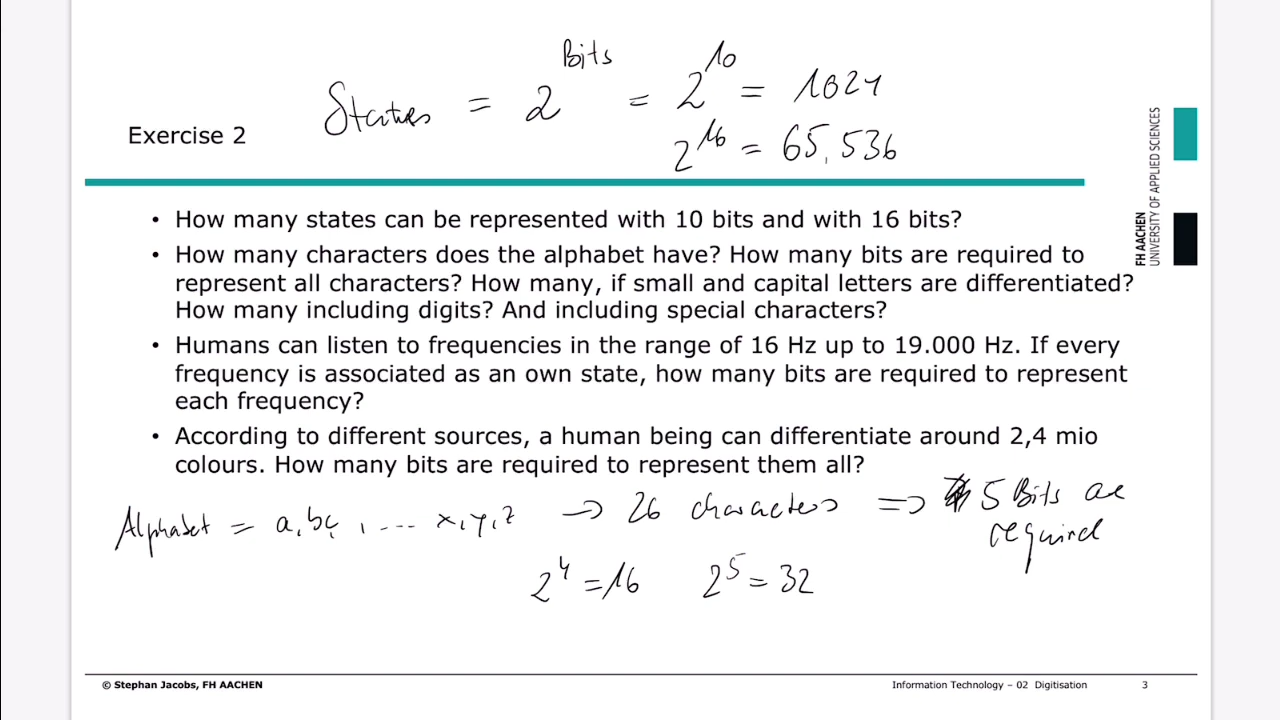 Bits
States = 2 = 2^10 = 1024
2^16 = 65,536
Exercise 2
FH AACHEN
UNIVERSITY OF APPLIED SCIENCES
• How many states can be represented with 10 bits and with 16 bits?
• How many characters does the alphabet have? How many bits are required to
represent all characters? How many, if small and capital letters are differentiated?
How many including digits? And including special characters?
• Humans can listen to frequencies in the range of 16 Hz up to 19.000 Hz. If every
frequency is associated as an own state, how many bits are required to represent
each frequency?
• According to different sources, a human being can differentiate around 2,4 mio
colours. How many bits are required to represent them all?
Alphabet = a, b, c, .... x, y, z → 26 characters ⇒ 5 Bits are
required
2^4 = 16 2^5 = 32
© Stephan Jacobs, FH AACHEN
Information Technology – 02 Digitisation 3